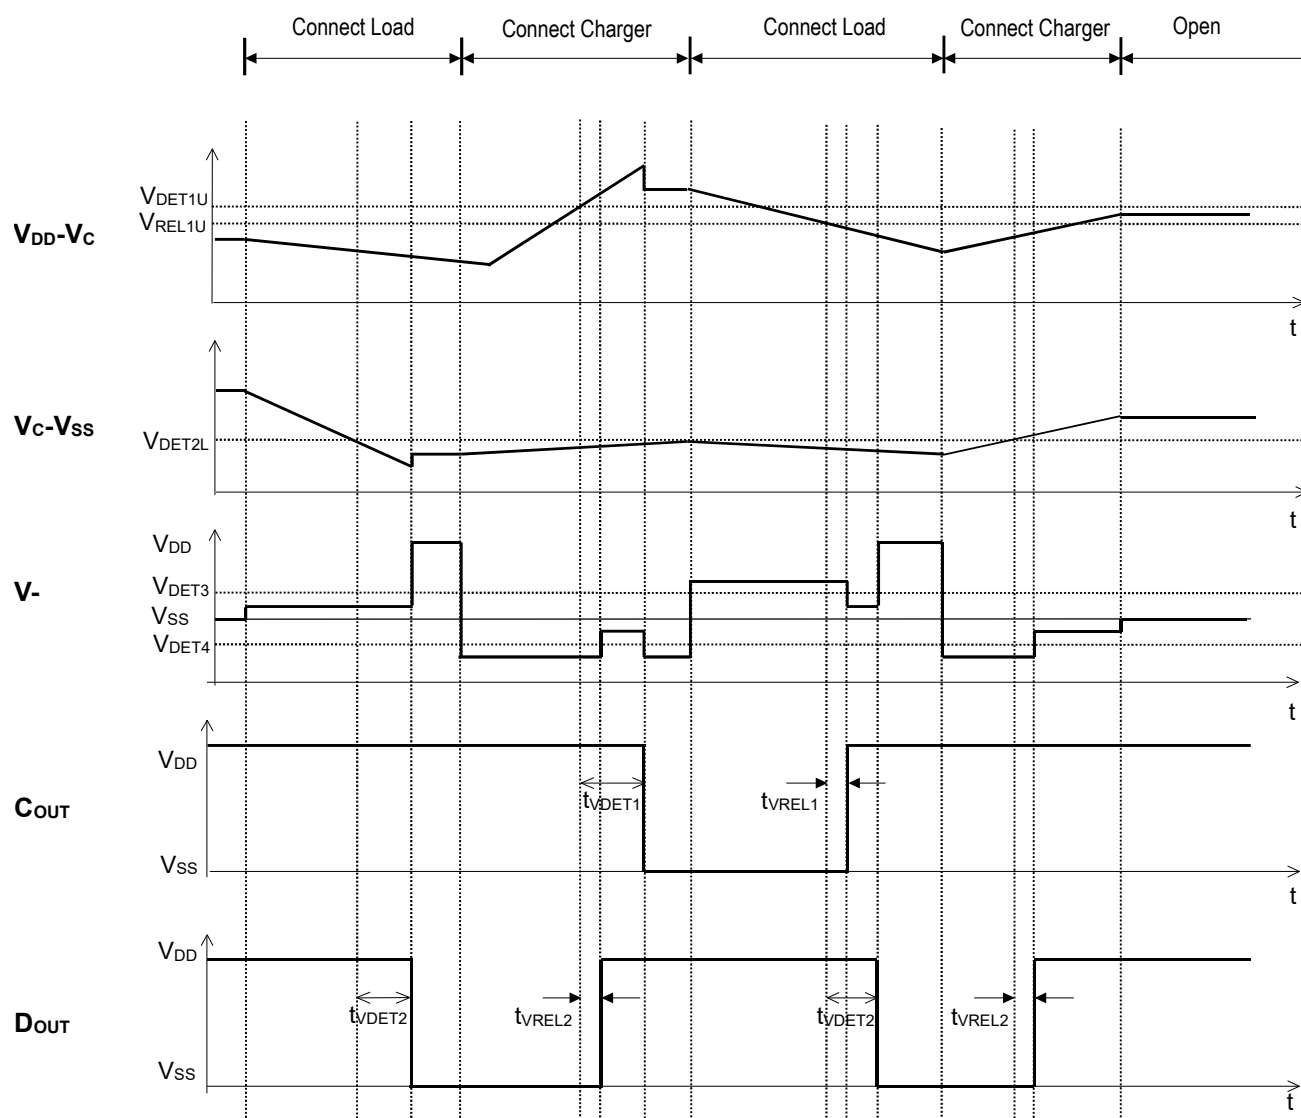 Connect Load Connect Charger Connect Load Connect Charger Open
VDET1U
VREL1U
VDD-VC
t
VC-VSS
VDET2L
t
VDD
V-
VDET3
VSS
VDET4
t
VDD
COUT
tVDET1 tVREL1
VSS
t
VDD
DOUT
tVDET2 tVREL2 tVDET2 tVREL2
VSS
t